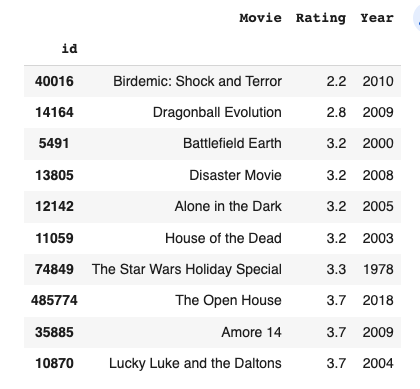 Movie Rating Year
id
40016 Birdemic: Shock and Terror 2.2 2010
14164 Dragonball Evolution 2.8 2009
5491 Battlefield Earth 3.2 2000
13805 Disaster Movie 3.2 2008
12142 Alone in the Dark 3.2 2005
11059 House of the Dead 3.2 2003
74849 The Star Wars Holiday Special 3.3 1978
485774 The Open House 3.7 2018
35885 Amore 14 3.7 2009
10870 Lucky Luke and the Daltons 3.7 2004